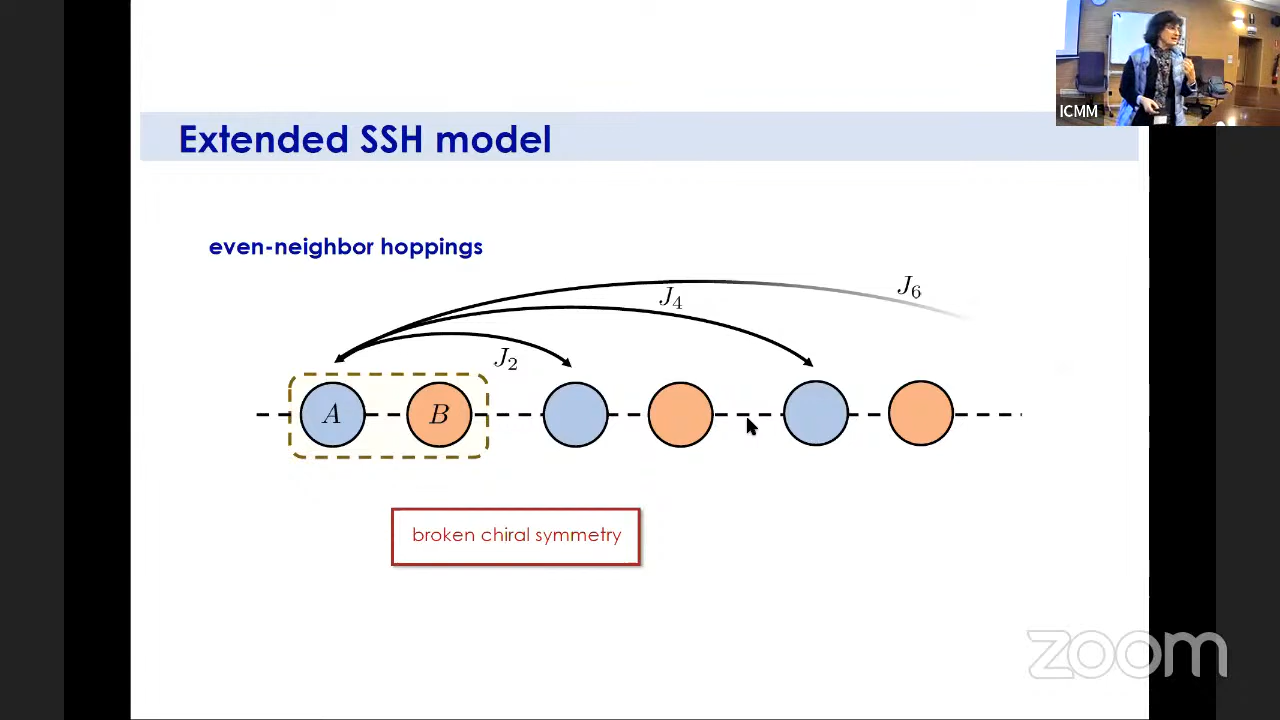 ICMM
Extended SSH model
even-neighbor hoppings
J6
J4
J2
A
B
broken chiral symmetry
zoom